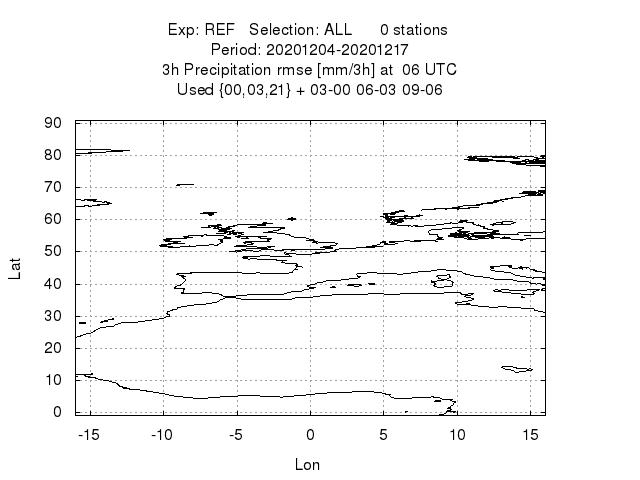 Exp: REF   Selection: ALL      0 stations
Period: 20201204-20201217
3h Precipitation rmse [mm/3h] at  06 UTC
Used {00,03,21} + 03-00 06-03 09-06
90
80
70
60
50
40
30
20
10
0
Lat
-15 -10 -5 0 5 10 15
Lon